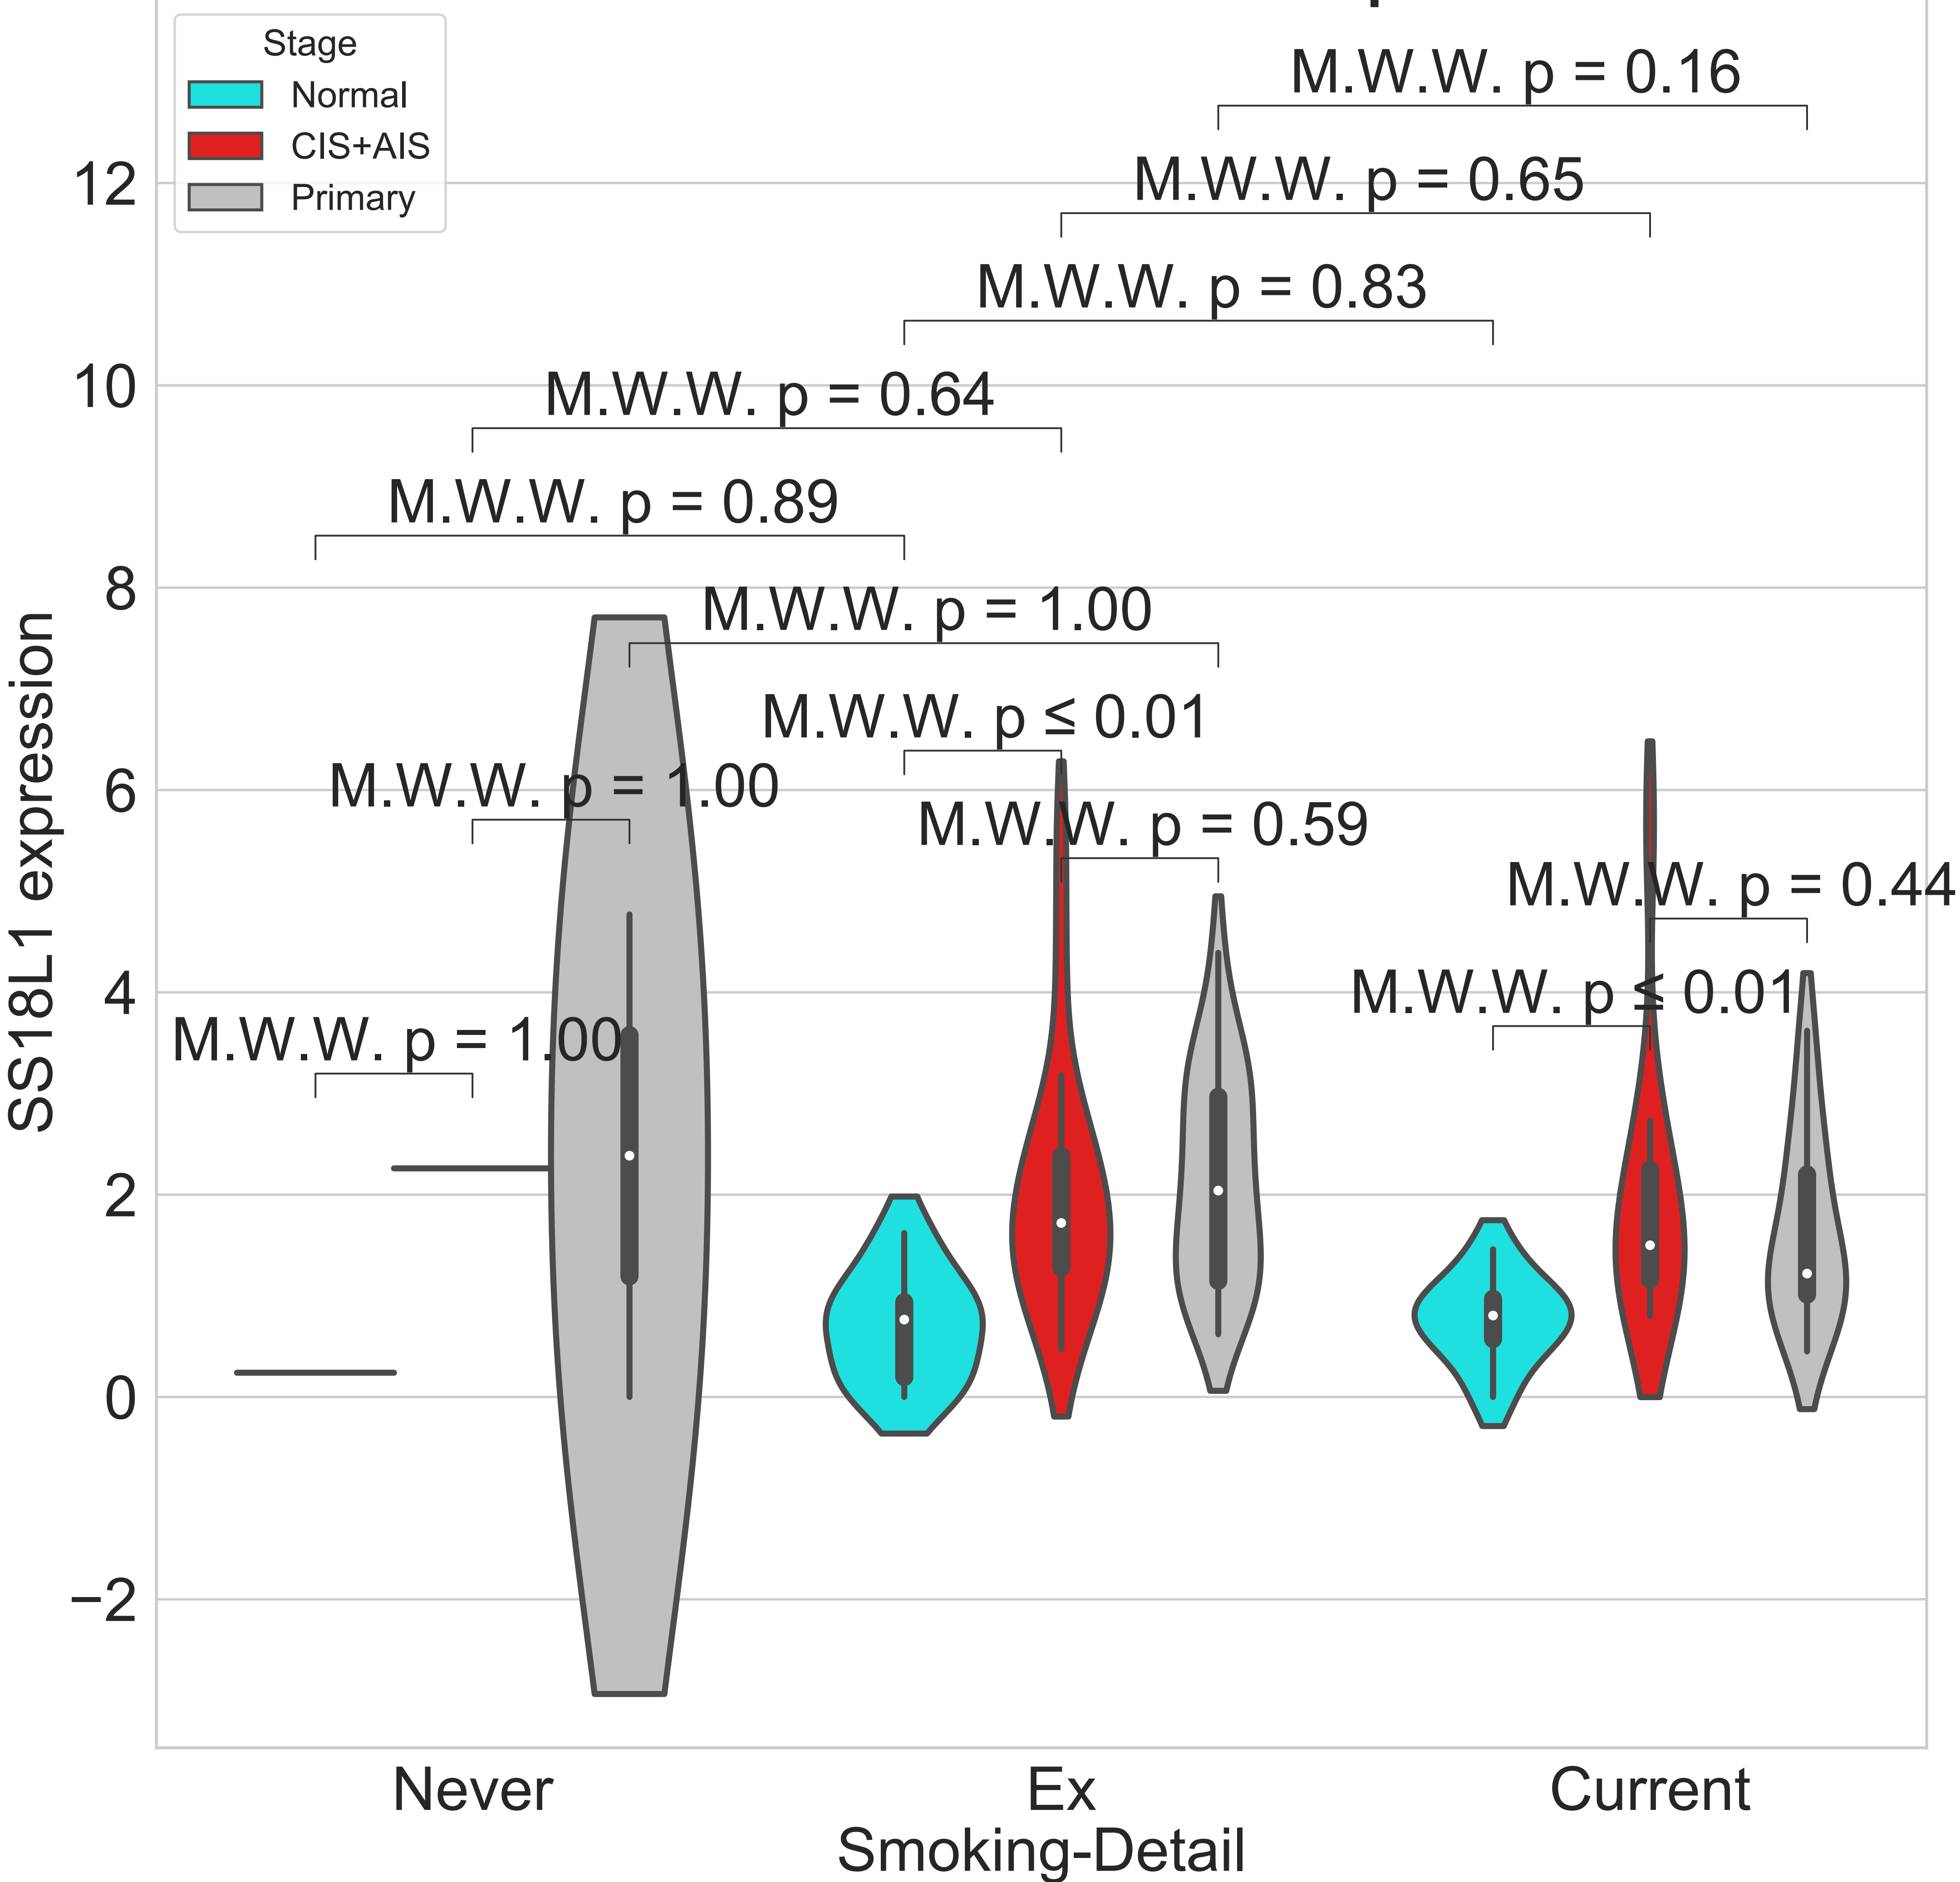 Stage
Normal
CIS+AIS
Primary
M.W.W. p = 0.16
M.W.W. p = 0.65
M.W.W. p = 0.83
M.W.W. p = 0.64
M.W.W. p = 0.89
M.W.W. p = 1.00
M.W.W. p ≤ 0.01
M.W.W. p = 1.00
M.W.W. p = 0.59
M.W.W. p = 0.44
M.W.W. p ≤ 0.01
M.W.W. p = 1.00
12
10
8
6
4
2
0
−2
SS18L1 expression
Never
Ex
Current
Smoking-Detail